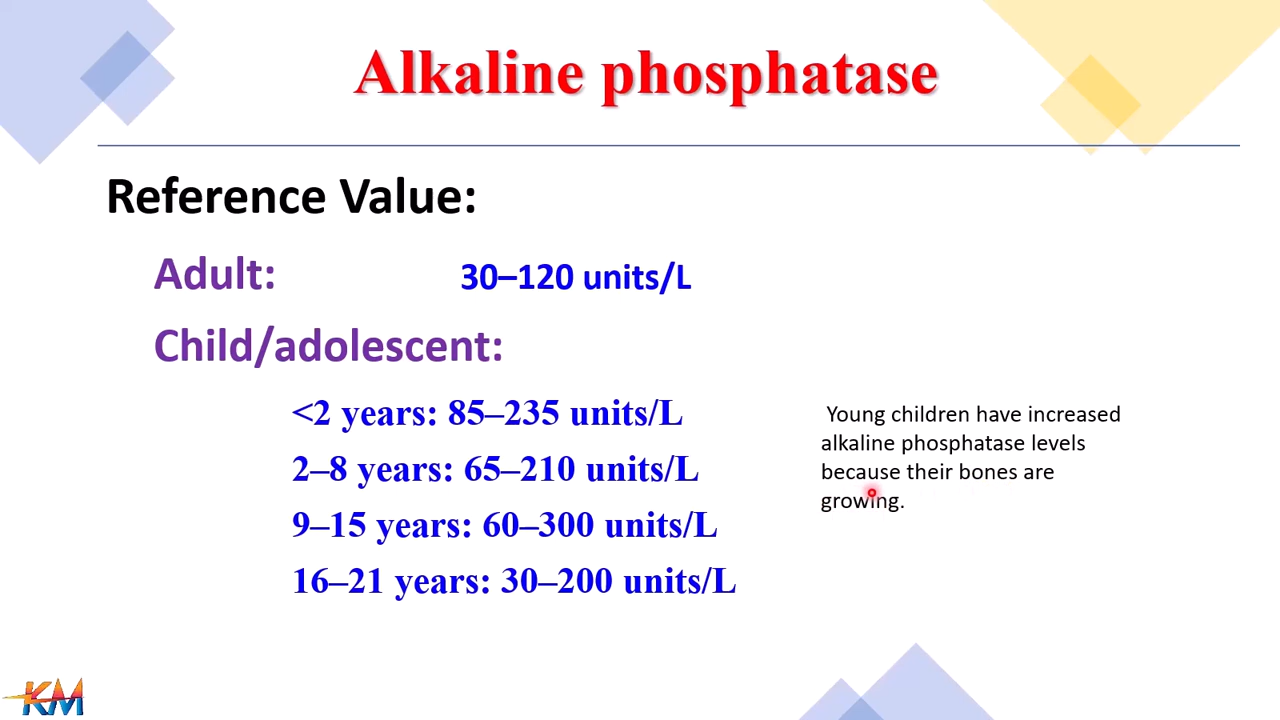 Alkaline phosphatase
Reference Value:
Adult: 30–120 units/L
Child/adolescent:
<2 years: 85–235 units/L
2–8 years: 65–210 units/L
9–15 years: 60–300 units/L
16–21 years: 30–200 units/L
Young children have increased
alkaline phosphatase levels
because their bones are
growing.
KM